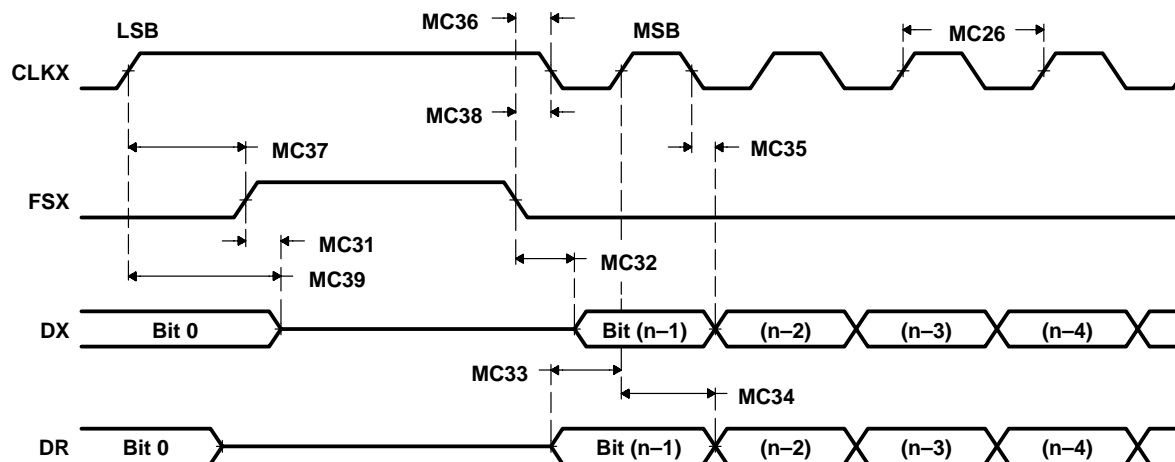 LSB
MC36
MSB
MC26
CLKX
MC38
MC37
MC35
FSX
MC31
MC32
MC39
DX
Bit 0
Bit (n–1)
(n–2)
(n–3)
(n–4)
MC33
MC34
DR
Bit 0
Bit (n–1)
(n–2)
(n–3)
(n–4)